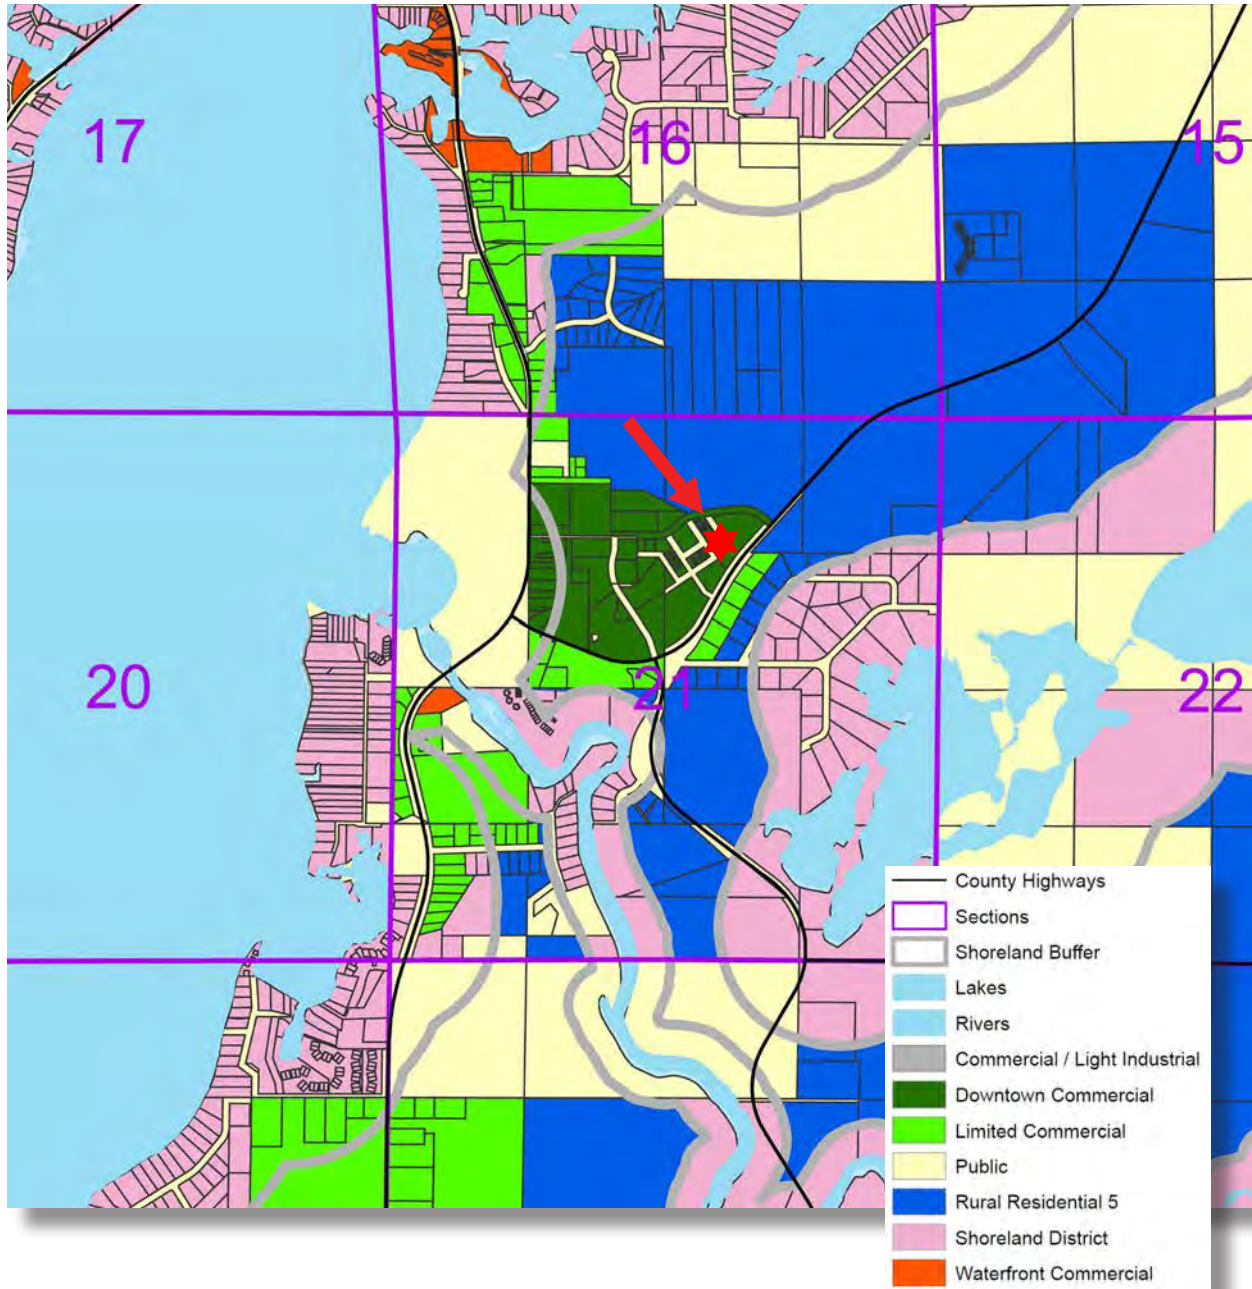 17
16
15
20
21
22
County Highways
Sections
Shoreland Buffer
Lakes
Rivers
Commercial / Light Industrial
Downtown Commercial
Limited Commercial
Public
Rural Residential 5
Shoreland District
Waterfront Commercial